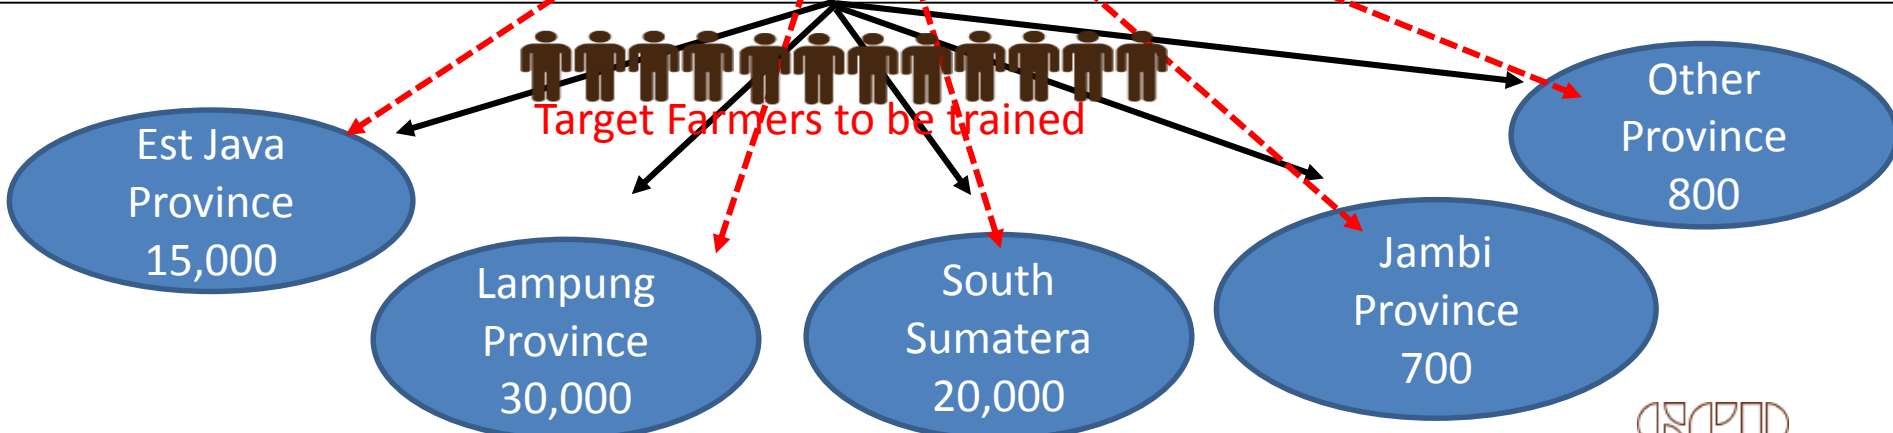 Target Farmers to be trained
Est Java
Province
15,000
Lampung
Province
30,000
South
Sumatera
20,000
Jambi
Province
700
Other
Province
800